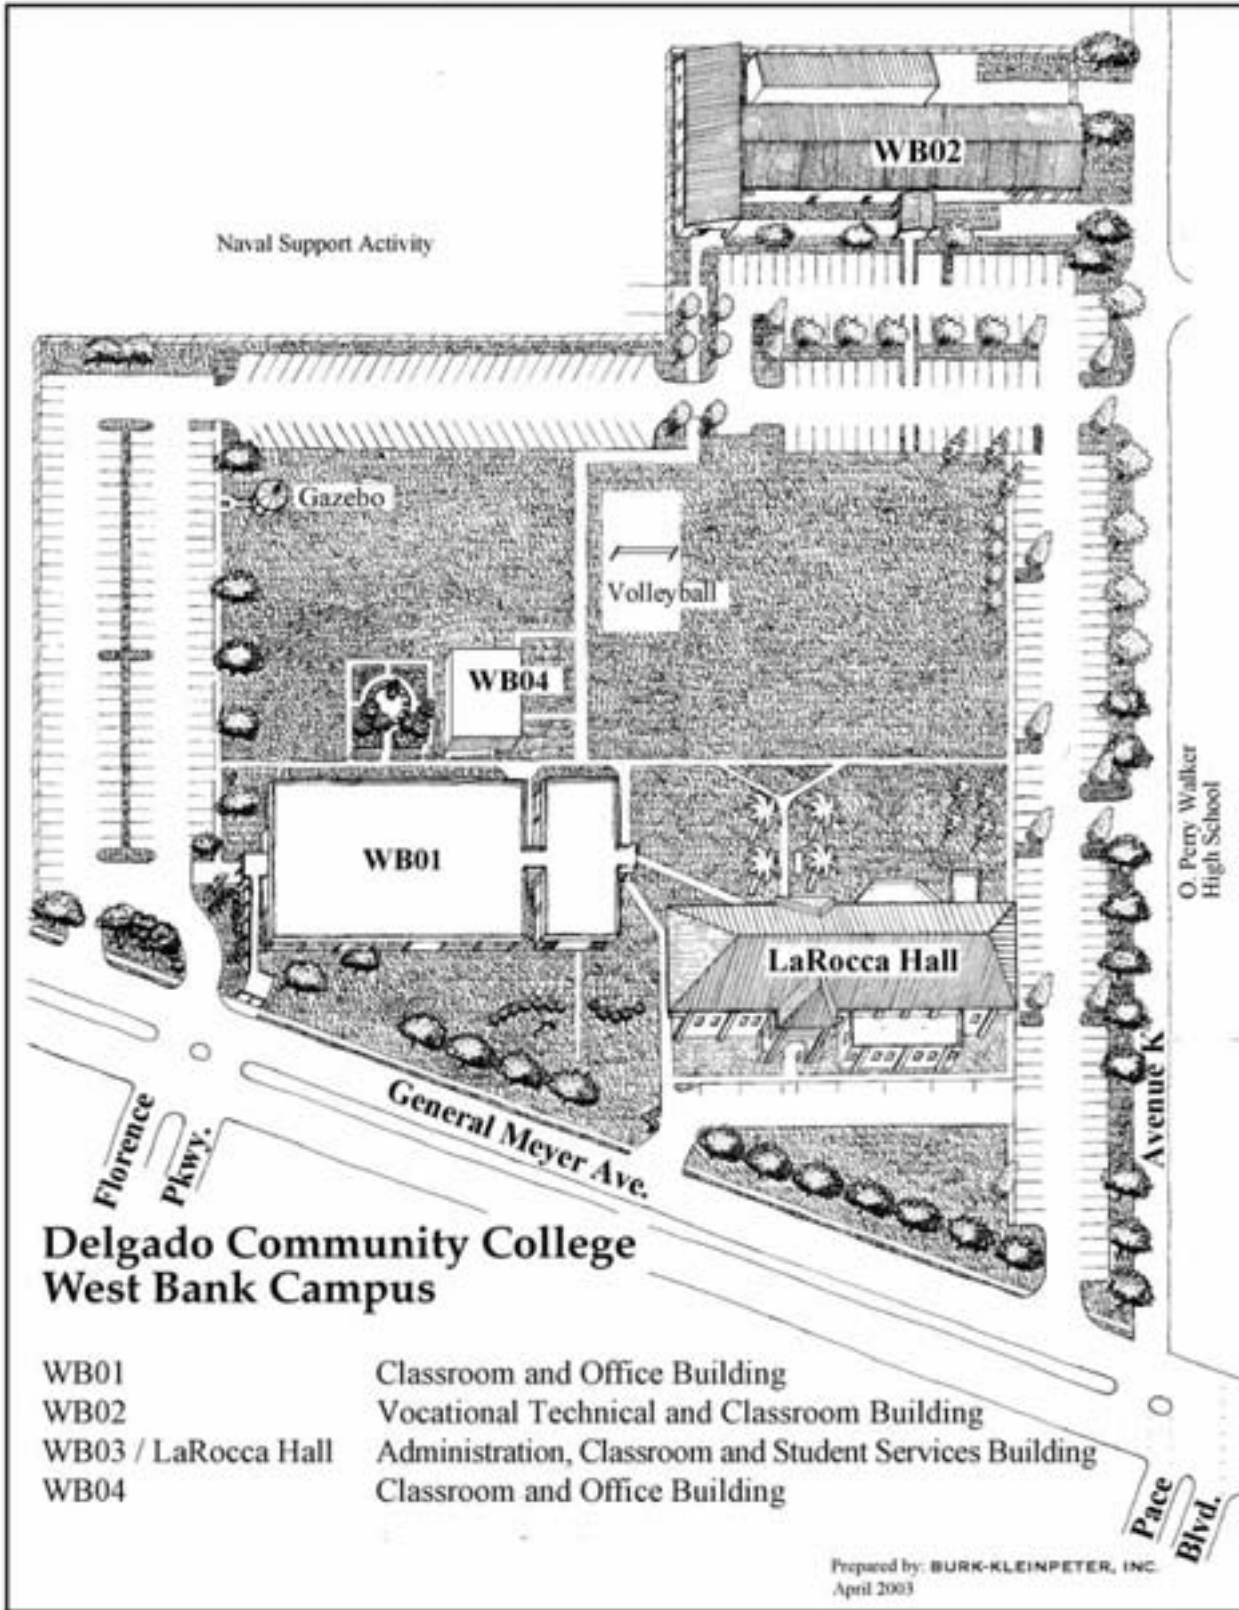 WB02
Naval Support Activity
Gazebo
Volleyball
WB04
WB01
LaRocca Hall
O. Perry Walker
High School
Avenue K
General Meyer Ave.
Florence
Pkwy.
Delgado Community College
West Bank Campus
WB01 Classroom and Office Building
WB02 Vocational Technical and Classroom Building
WB03 / LaRocca Hall Administration, Classroom and Student Services Building
WB04 Classroom and Office Building
Pace
Blvd.
Prepared by: BURK-KLEINPETER, INC.
April 2003